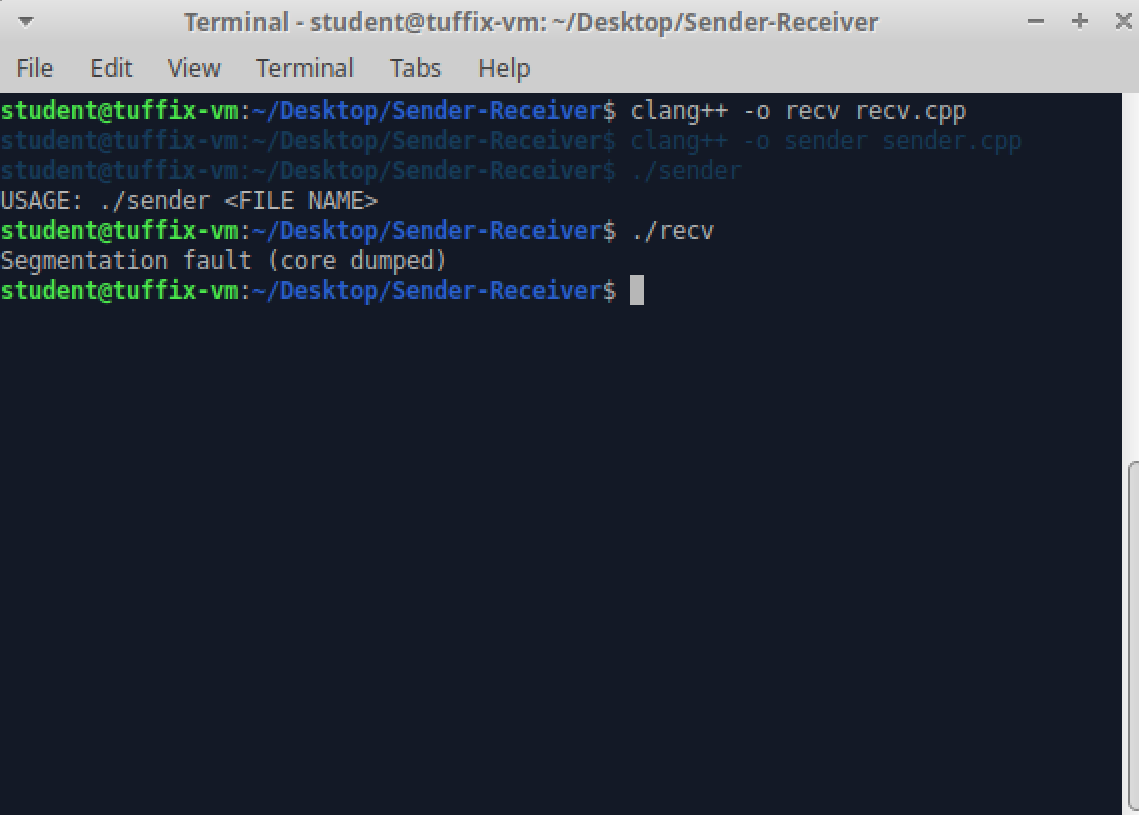 Terminal - student@tuffix-vm: ~/Desktop/Sender-Receiver
File Edit View Terminal Tabs Help
student@tuffix-vm:~/Desktop/Sender-Receiver$ clang++ -o recv recv.cpp
student@tuffix-vm:~/Desktop/Sender-Receiver$ clang++ -o sender sender.cpp
student@tuffix-vm:~/Desktop/Sender-Receiver$ ./sender
USAGE: ./sender <FILE NAME>
student@tuffix-vm:~/Desktop/Sender-Receiver$ ./recv
Segmentation fault (core dumped)
student@tuffix-vm:~/Desktop/Sender-Receiver$